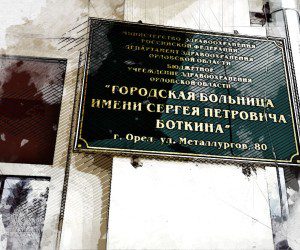 МИНИСТЕРСТВО ЗДРАВООХРАНЕНИЯ
РОССИЙСКОЙ ФЕДЕРАЦИИ
ДЕПАРТАМЕНТ ЗДРАВООХРАНЕНИЯ
ОРЛОВСКОЙ ОБЛАСТИ
БЮДЖЕТНОЕ
УЧРЕЖДЕНИЕ ЗДРАВООХРАНЕНИЯ
ОРЛОВСКОЙ ОБЛАСТИ
"ГОРОДСКАЯ БОЛЬНИЦА
ИМЕНИ СЕРГЕЯ ПЕТРОВИЧА
БОТКИНА"
г. Орел, ул. Металлургов, 80